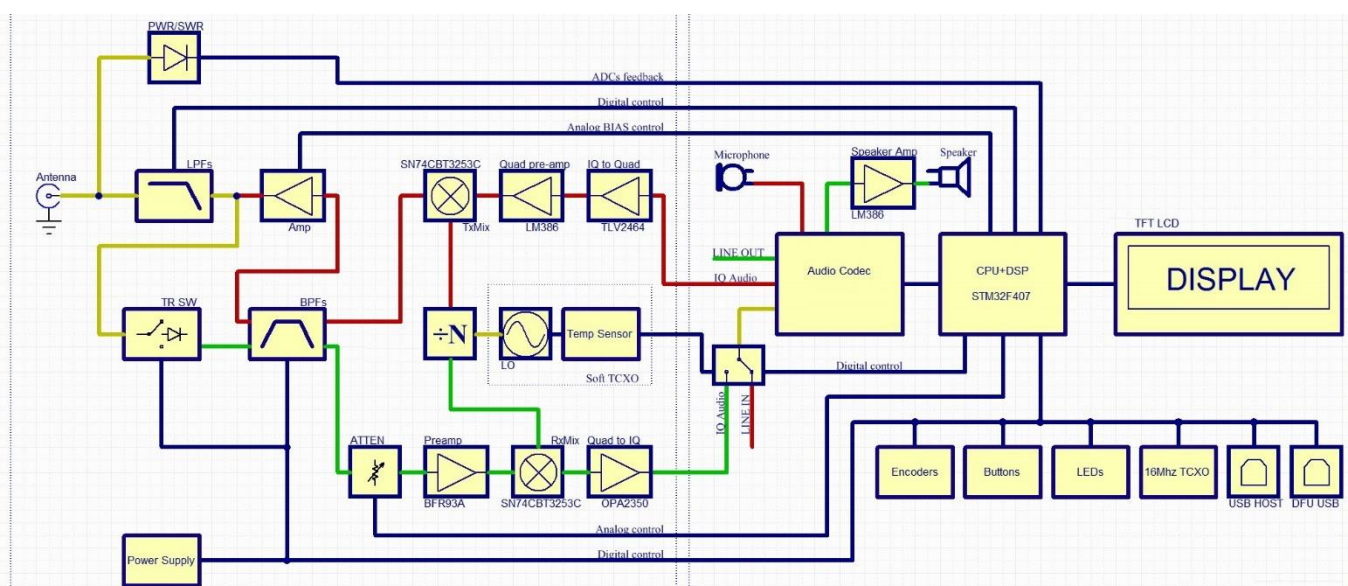 PWR/SWR
ADCs feedback
Digital control
Analog BIAS control
Antenna
LPFs
Amp
SN74CBT3253C
TxMix
Quad pre-amp
LM386
IQ to Quad
TLV2464
Microphone
Speaker Amp
LM386
Speaker
LINE OUT
IQ Audio
Audio Codec
CPU+DSP
STM32F407
TFT LCD
DISPLAY
TR SW
BPFs
÷N
LO
Temp Sensor
Soft TCXO
Digital control
IQ Audio
LINE IN
ATTEN
Preamp
BFR93A
RxMix
SN74CBT3253C
Quad to IQ
OPA2350
Encoders
Buttons
LEDs
16Mhz TCXO
USB HOST
DFU USB
Analog control
Digital control
Power Supply